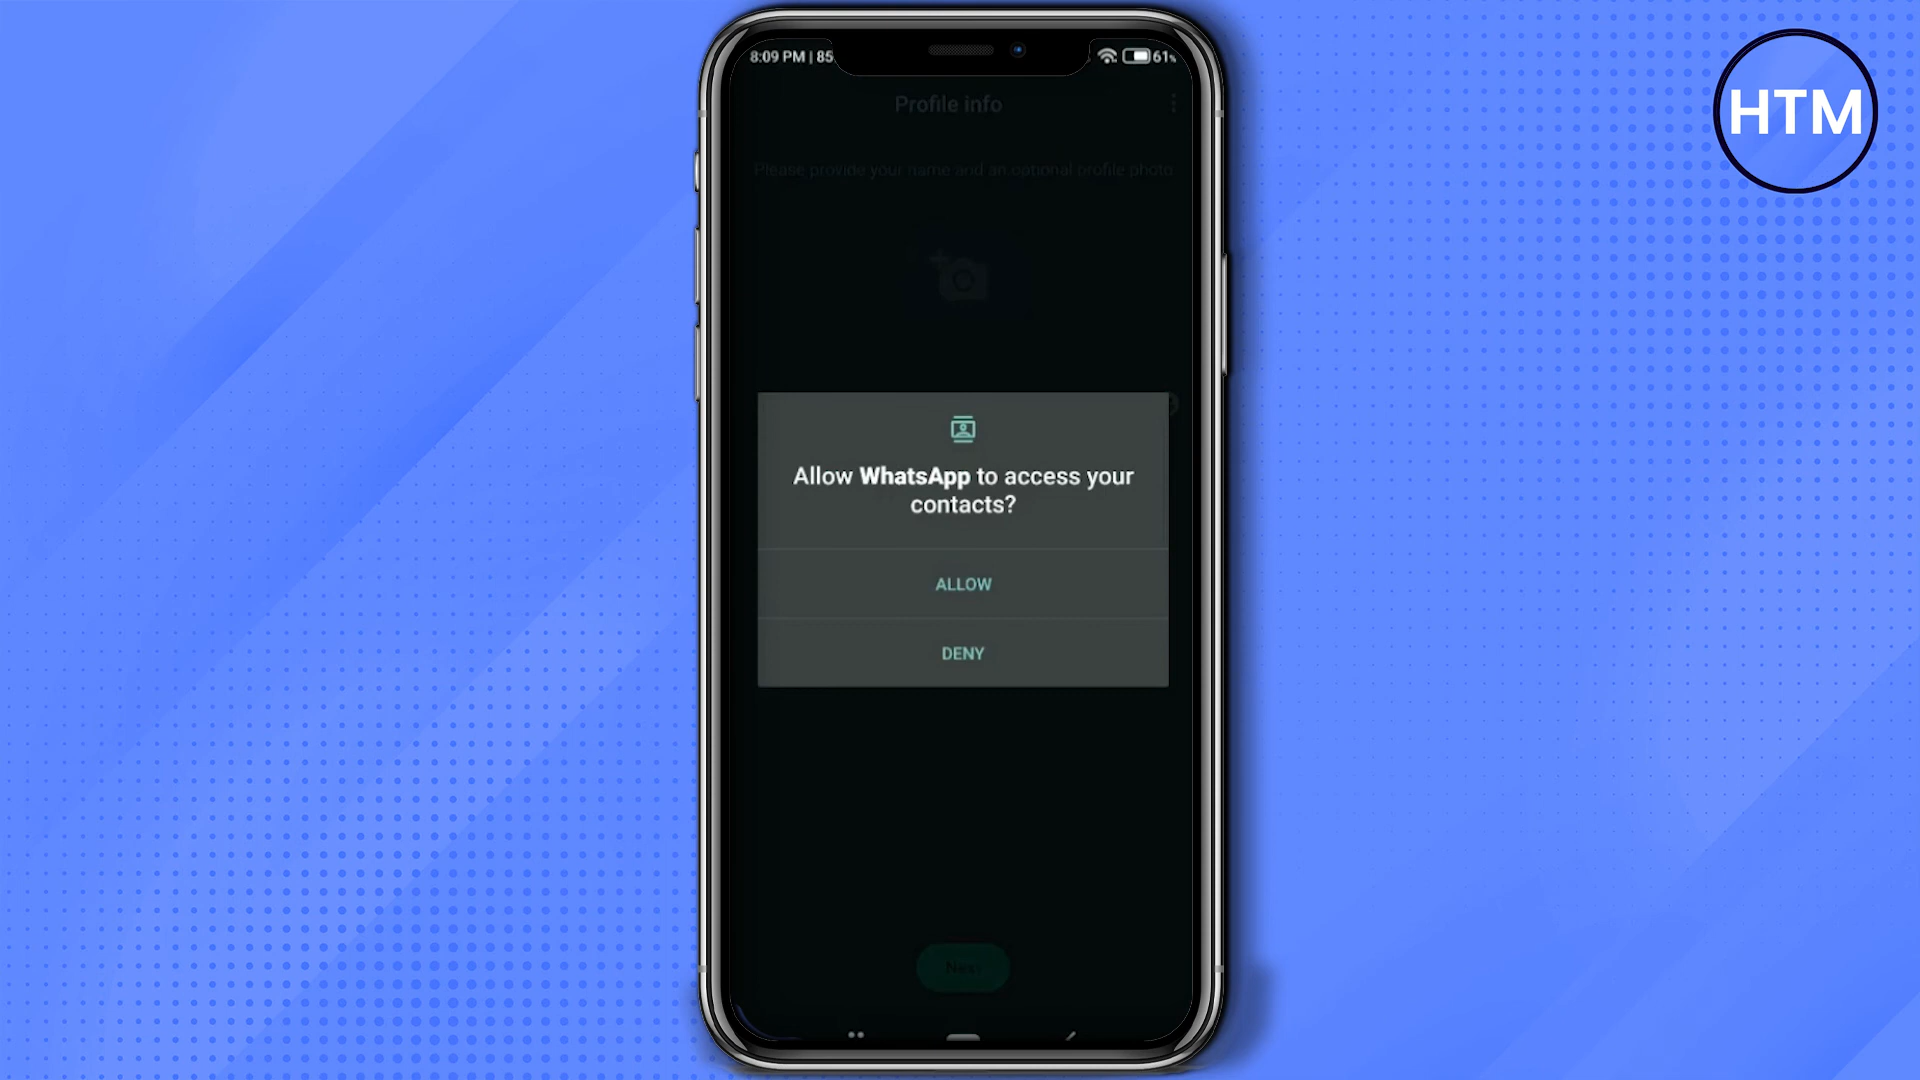 HTM
8:09 PM | 85
61%
Profile info
Please provide your name and an optional profile photo
Allow WhatsApp to access your
contacts?
ALLOW
DENY
Next